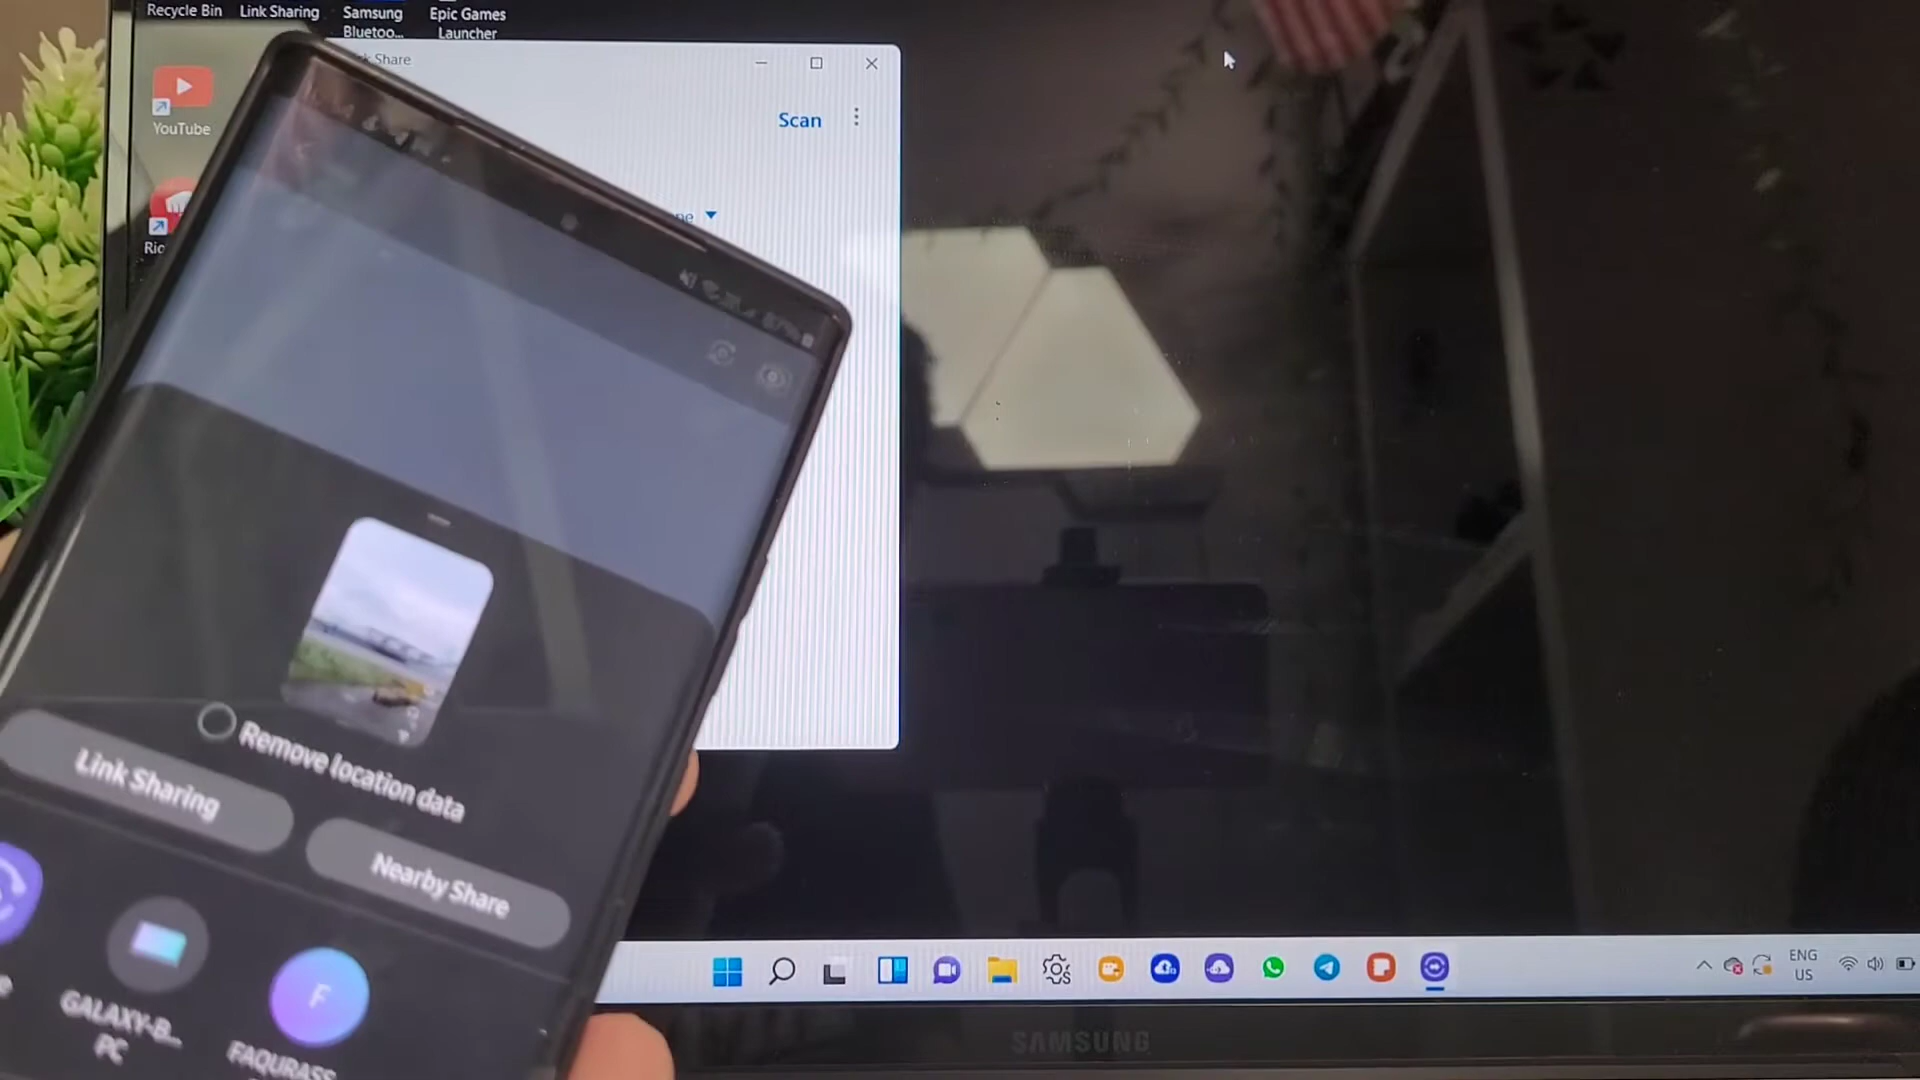 Recycle Bin
Link Sharing
Samsung
Bluetoo...
Epic Games
Launcher
Share
Scan
YouTube
Remove location data
Link Sharing
Nearby Share
GALAXY-B...
PC
F
FAQURASS
ENG
US
SAMSUNG